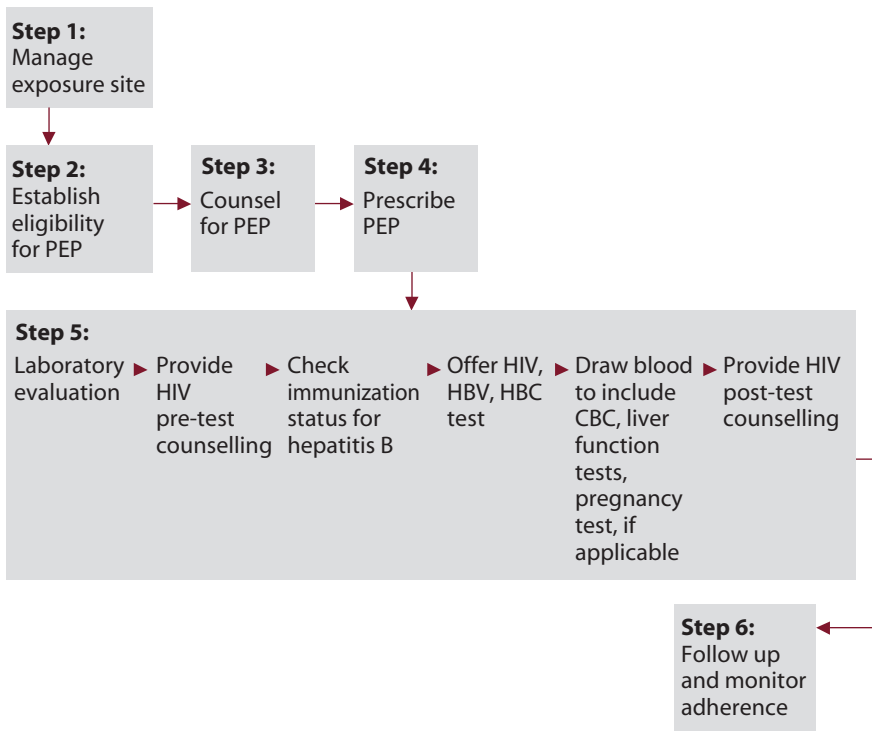 Step 1:
Manage
exposure site
Step 2:
Establish
eligibility
for PEP
Step 3:
Counsel
for PEP
Step 4:
Prescribe
PEP
Step 5:
Laboratory
evaluation
Provide
HIV
pre-test
counselling
Check
immunization
status for
hepatitis B
Offer HIV,
HBV, HBC
test
Draw blood
to include
CBC, liver
function
tests,
pregnancy
test, if
applicable
Provide HIV
post-test
counselling
Step 6:
Follow up
and monitor
adherence